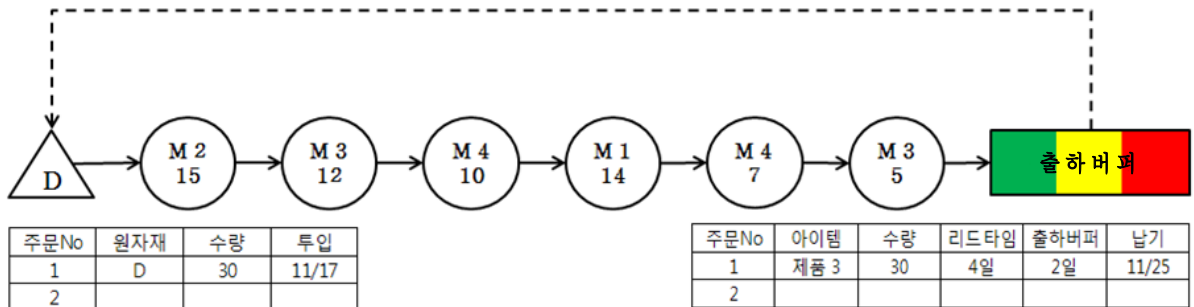 D
M 2
15
M 3
12
M 4
10
M 1
14
M 4
7
M 3
5
출하버퍼
주문No 원자재 수량 투입
1 D 30 11/17
2
주문No 아이템 수량 리드타임 출하버퍼 납기
1 제품 3 30 4일 2일 11/25
2